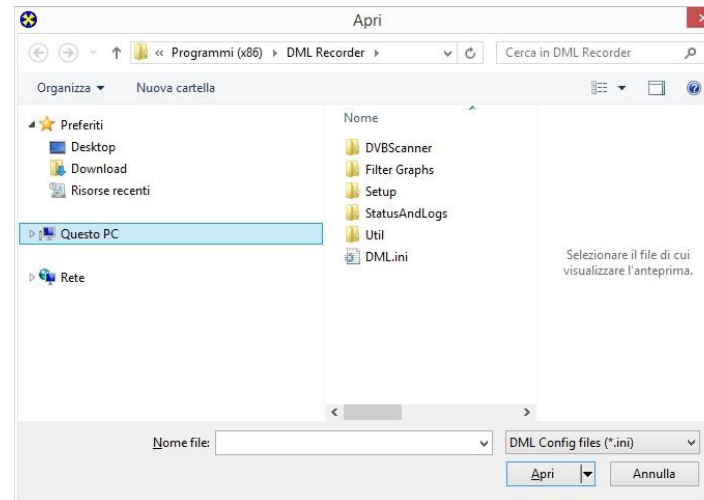 Apri
« Programmi (x86) DML Recorder
Cerca in DML Recorder
Organizza Nuova cartella
Preferiti
Desktop
Download
Risorse recenti
Questo PC
Rete
Nome
DVBScanner
Filter Graphs
Setup
StatusAndLogs
Util
DML.ini
Selezionare il file di cui
visualizzare l'anteprima.
Nome file:
DML Config files (*.ini)
Apri
Annulla